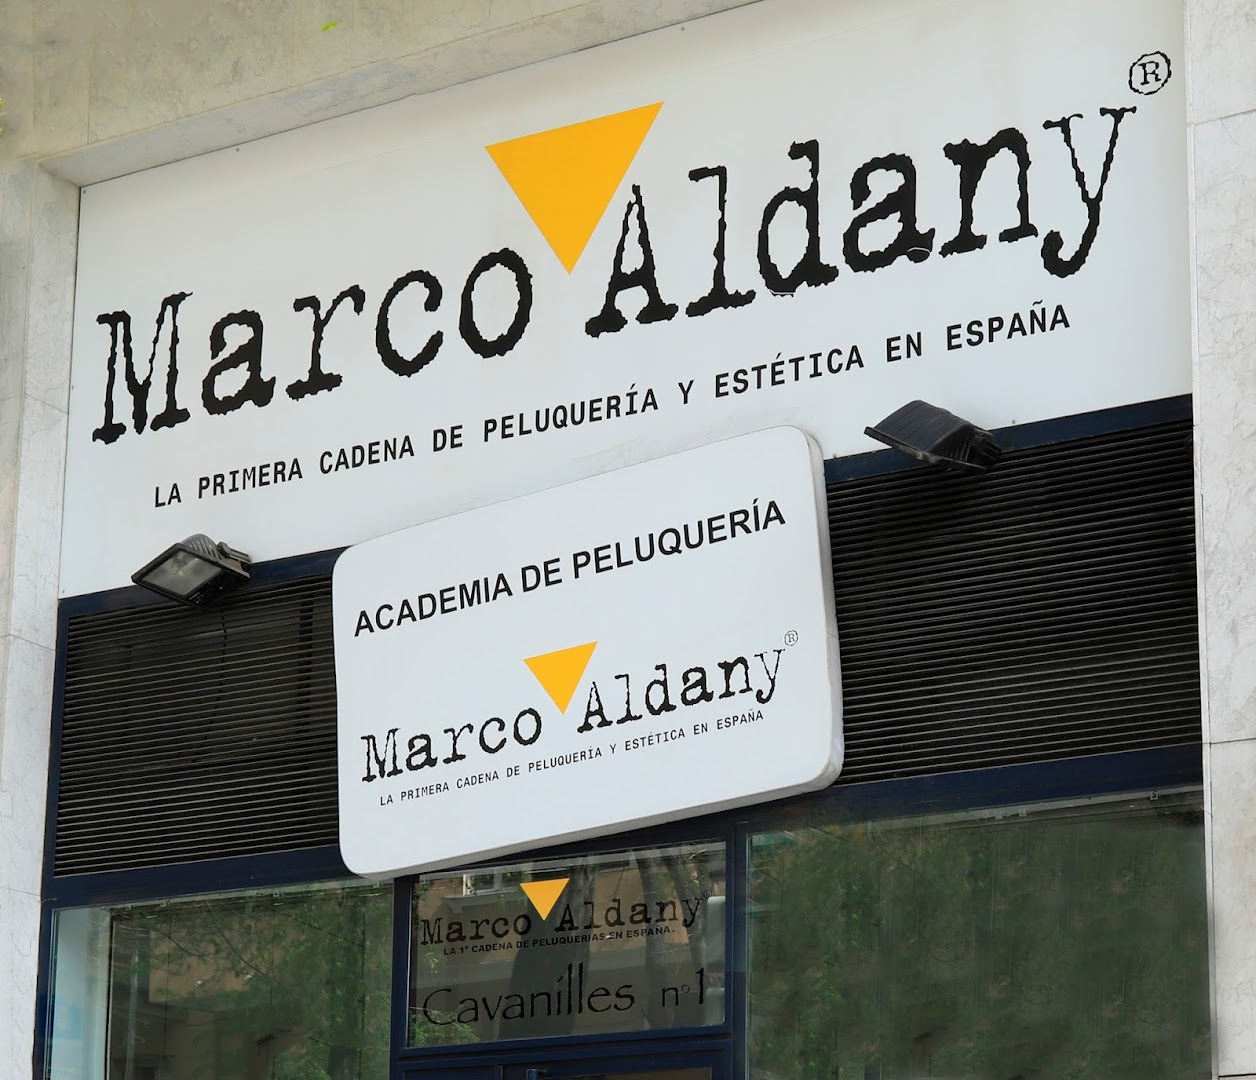 Marco Aldany ®
LA PRIMERA CADENA DE PELUQUERÍA Y ESTÉTICA EN ESPAÑA
ACADEMIA DE PELUQUERÍA
Marco Aldany ®
LA PRIMERA CADENA DE PELUQUERÍA Y ESTÉTICA EN ESPAÑA
Marco Aldany
LA 1ª CADENA DE PELUQUERIAS EN ESPAÑA.
Cavanilles nº1